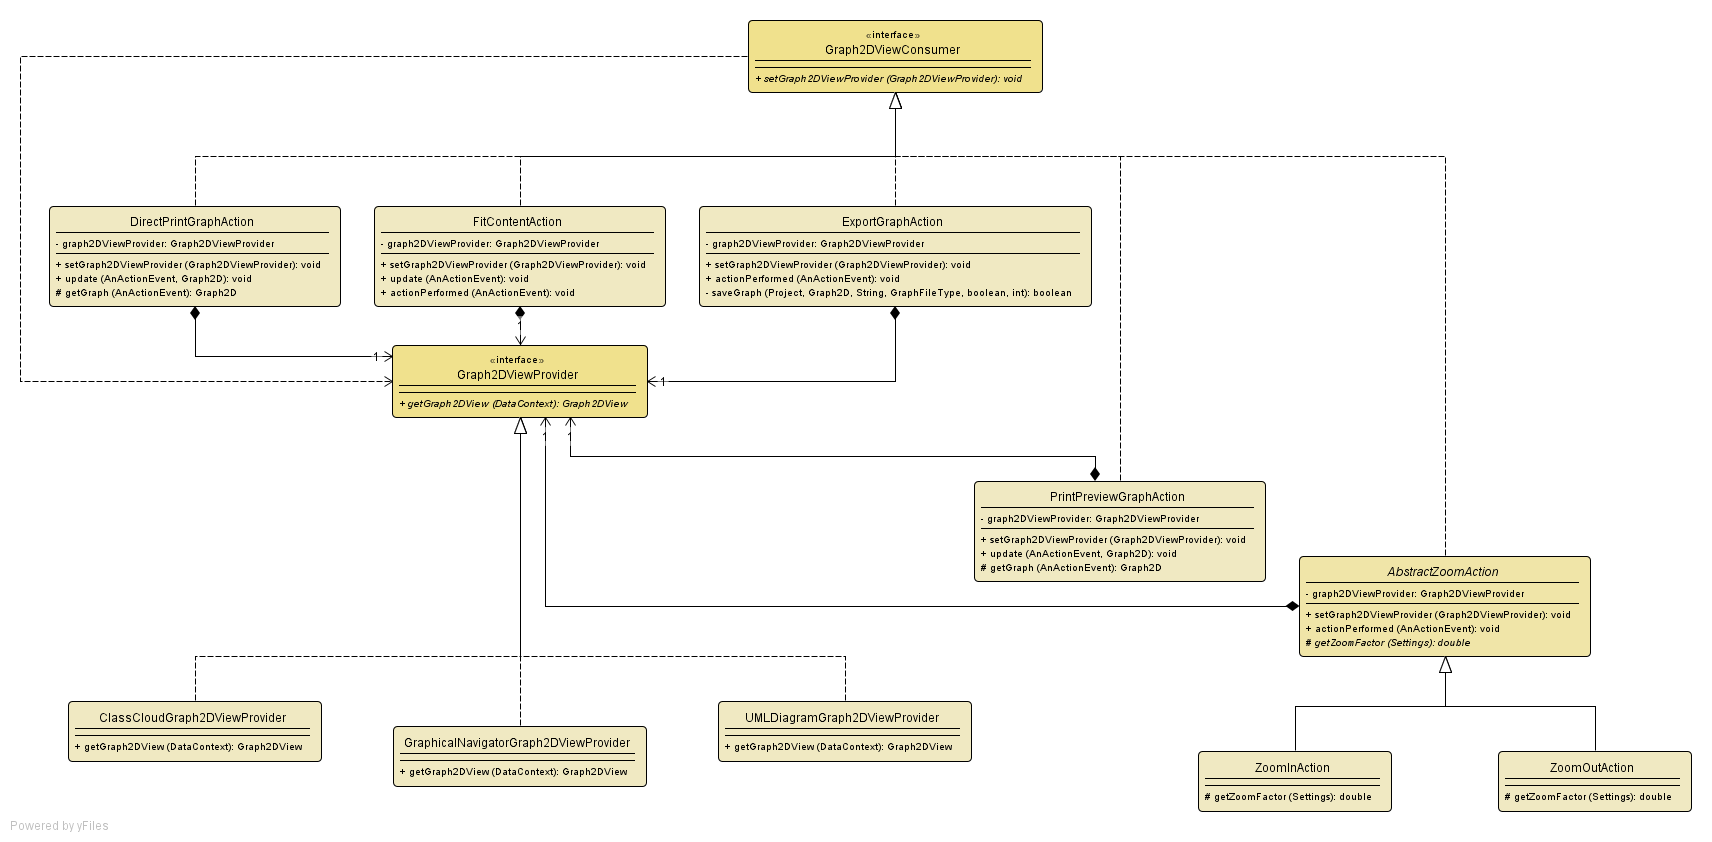 «interface»
Graph2DViewConsumer
+ setGraph2DViewProvider (Graph2DViewProvider): void
DirectPrintGraphAction
- graph2DViewProvider: Graph2DViewProvider
+ setGraph2DViewProvider (Graph2DViewProvider): void
+ update (AnActionEvent, Graph2D): void
# getGraph (AnActionEvent): Graph2D
FitContentAction
- graph2DViewProvider: Graph2DViewProvider
+ setGraph2DViewProvider (Graph2DViewProvider): void
+ update (AnActionEvent): void
+ actionPerformed (AnActionEvent): void
ExportGraphAction
- graph2DViewProvider: Graph2DViewProvider
+ setGraph2DViewProvider (Graph2DViewProvider): void
+ actionPerformed (AnActionEvent): void
- saveGraph (Project, Graph2D, String, GraphFileType, boolean, int): boolean
1
1
1
«interface»
Graph2DViewProvider
+ getGraph2DView (DataContext): Graph2DView
1
1
PrintPreviewGraphAction
- graph2DViewProvider: Graph2DViewProvider
+ setGraph2DViewProvider (Graph2DViewProvider): void
+ update (AnActionEvent, Graph2D): void
# getGraph (AnActionEvent): Graph2D
AbstractZoomAction
- graph2DViewProvider: Graph2DViewProvider
+ setGraph2DViewProvider (Graph2DViewProvider): void
+ actionPerformed (AnActionEvent): void
# getZoomFactor (Settings): double
ClassCloudGraph2DViewProvider
+ getGraph2DView (DataContext): Graph2DView
GraphicalNavigatorGraph2DViewProvider
+ getGraph2DView (DataContext): Graph2DView
UMLDiagramGraph2DViewProvider
+ getGraph2DView (DataContext): Graph2DView
ZoomInAction
# getZoomFactor (Settings): double
ZoomOutAction
# getZoomFactor (Settings): double
Powered by yFiles